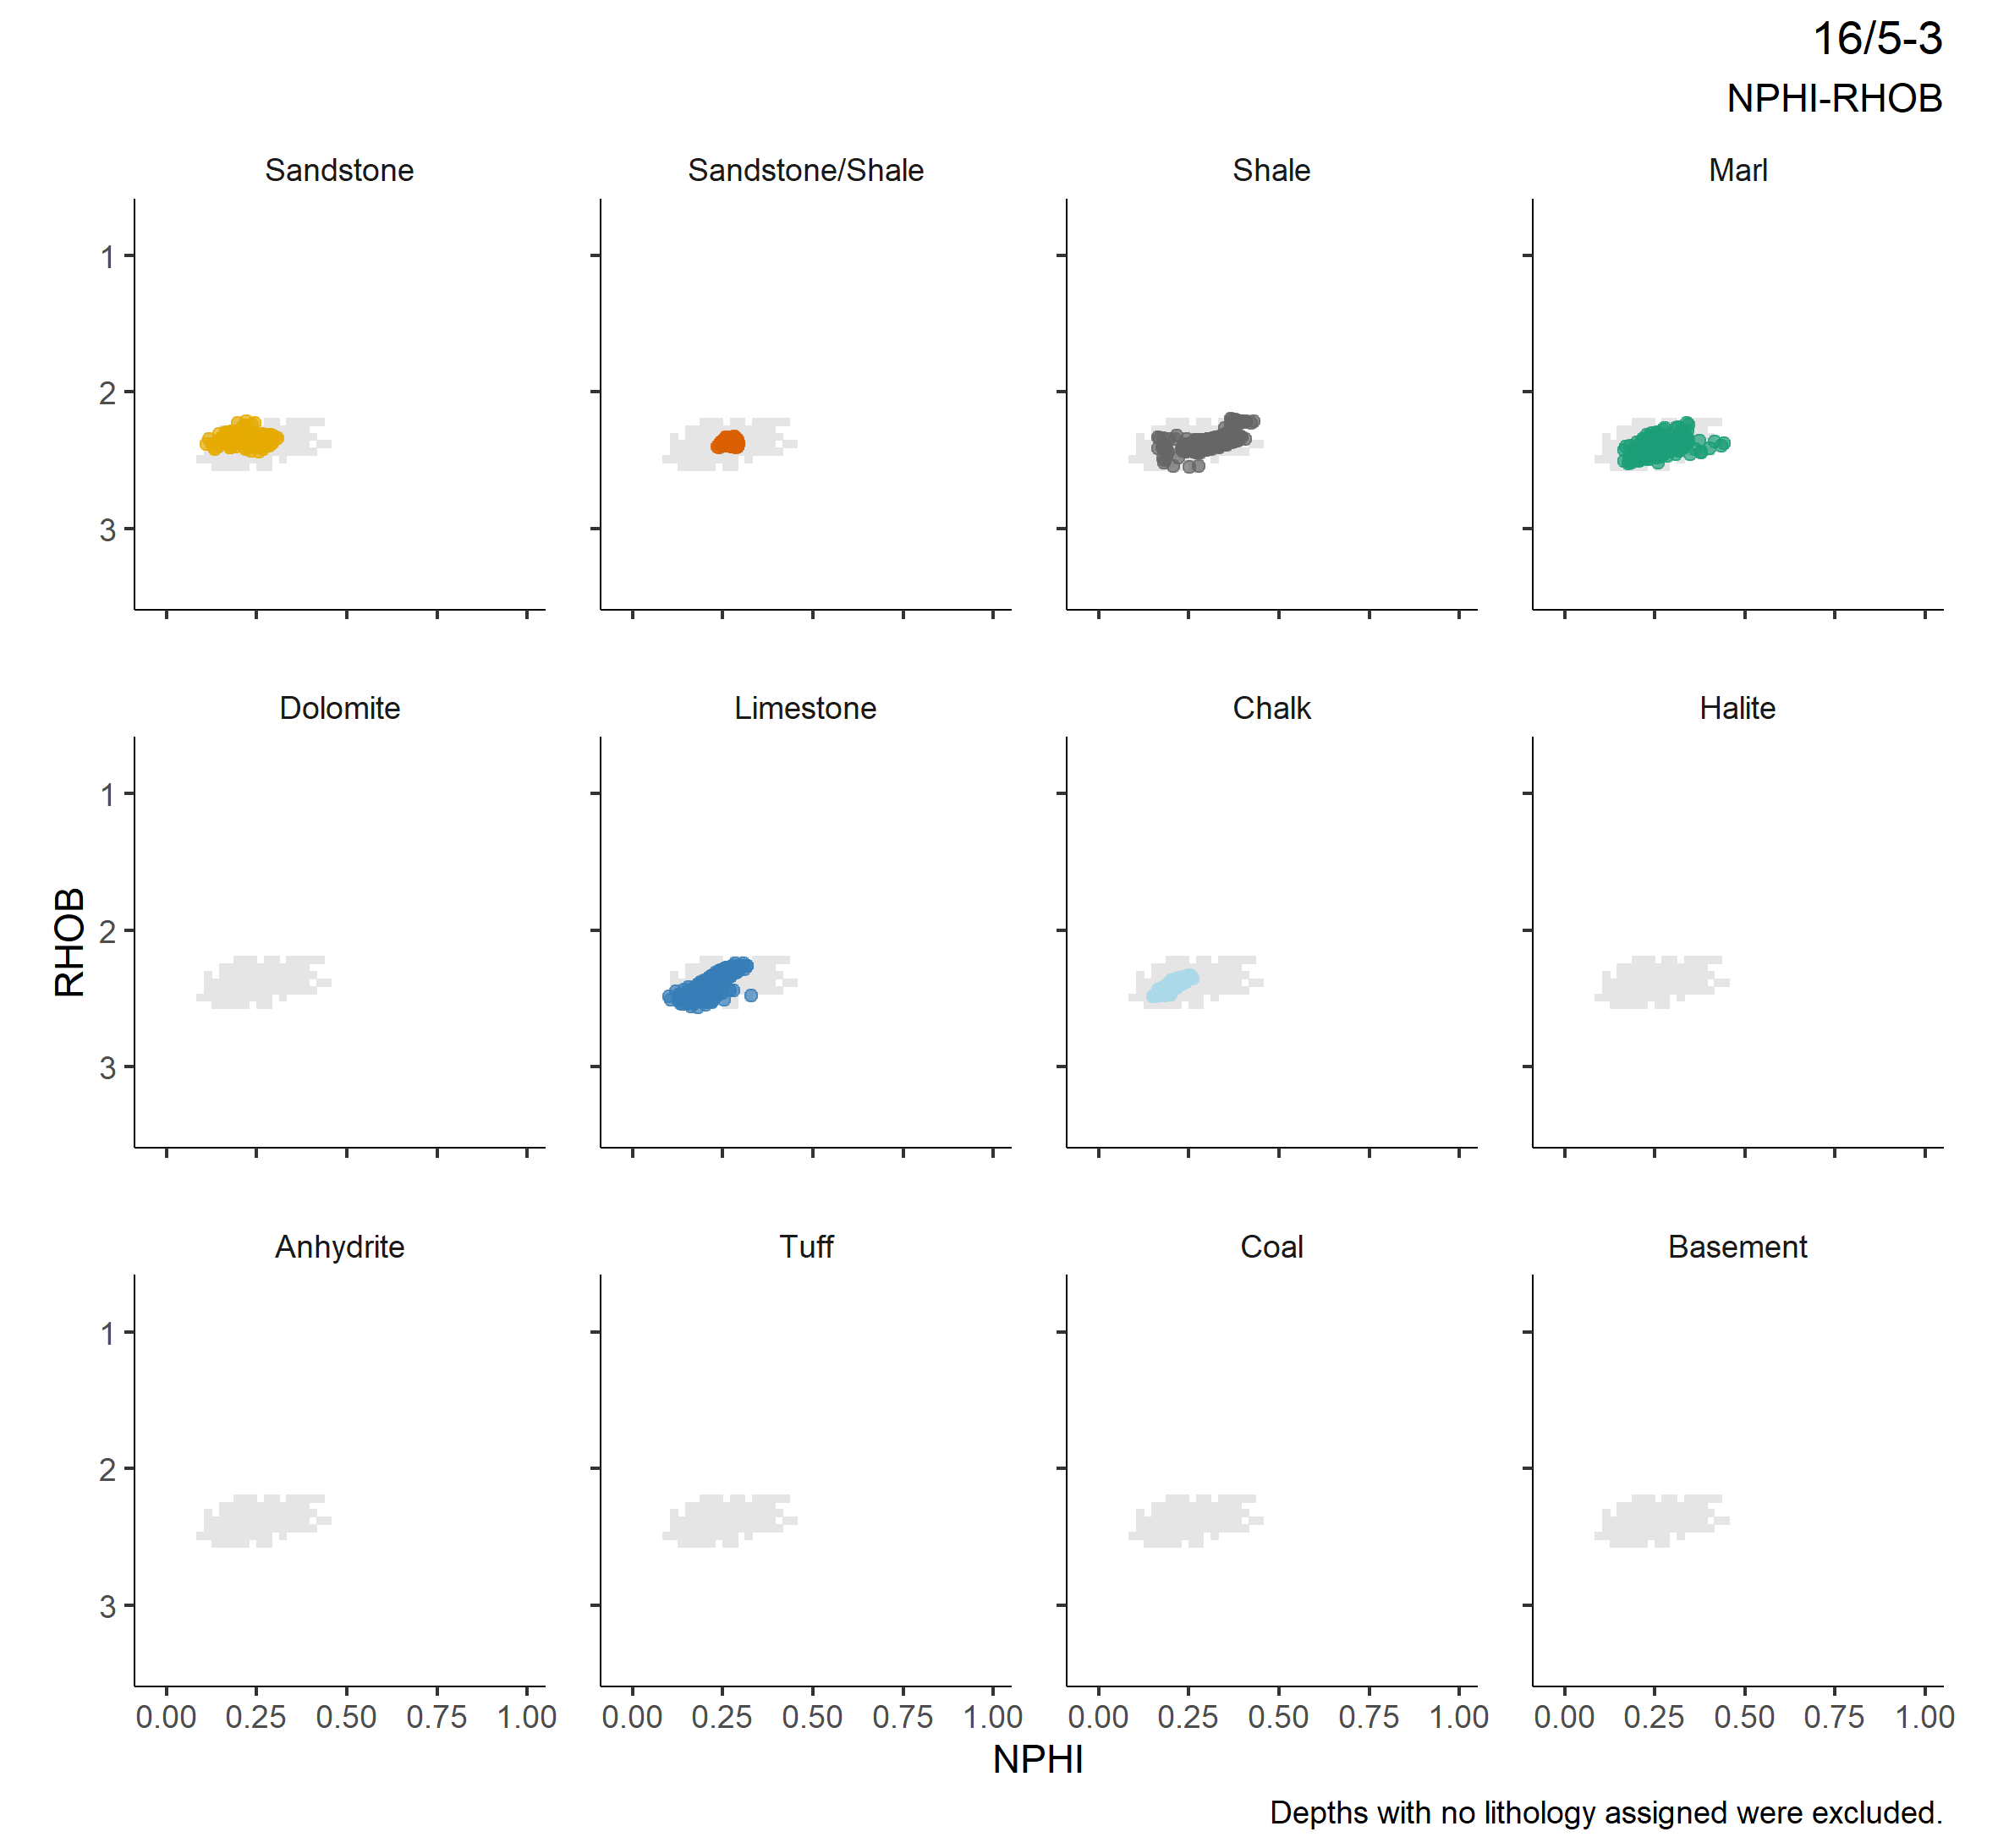 16/5-3
NPHI-RHOB
Sandstone Sandstone/Shale Shale Marl
1
2
3
Dolomite Limestone Chalk Halite
1
2
3
RHOB
Anhydrite Tuff Coal Basement
1
2
3
0.00 0.25 0.50 0.75 1.00 0.00 0.25 0.50 0.75 1.00 0.00 0.25 0.50 0.75 1.00 0.00 0.25 0.50 0.75 1.00
NPHI
Depths with no lithology assigned were excluded.